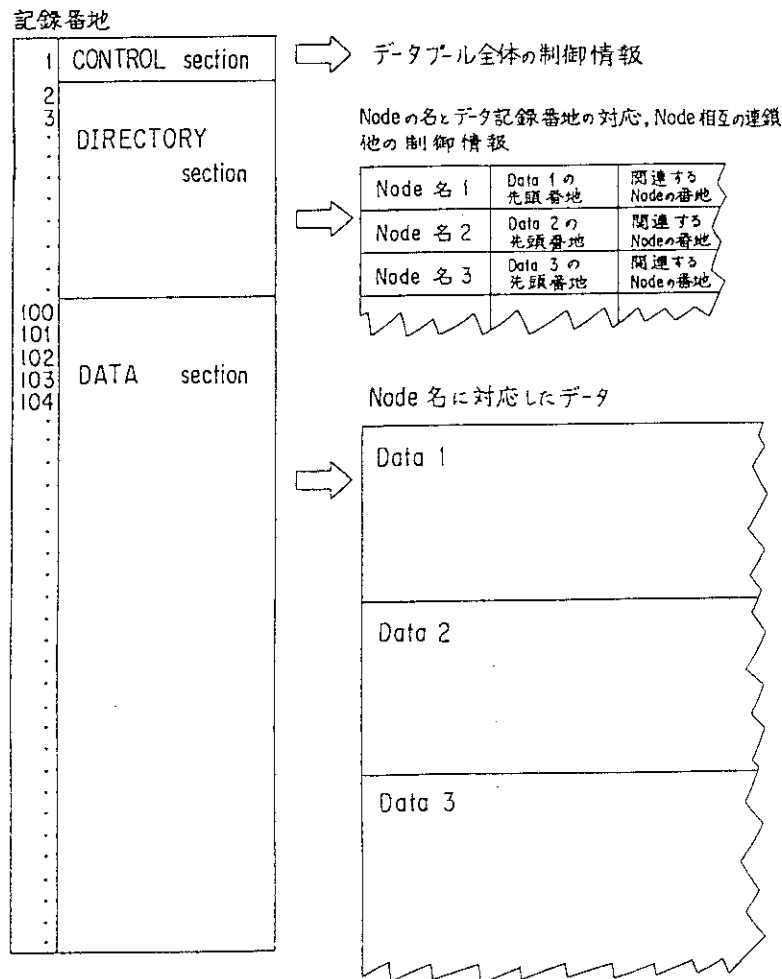 記録番地
1 CONTROL section
データプール全体の制御情報
2
3
DIRECTORY
section
Nodeの名とデータ記録番地の対応, Node相互の連鎖
他の制御情報
Node 名 1 Data 1 の 先頭番地 関連する Nodeの番地
Node 名 2 Data 2 の 先頭番地 関連する Nodeの番地
Node 名 3 Data 3 の 先頭番地 関連する Nodeの番地
100
101
102
103 DATA section
104
Node 名に対応したデータ
Data 1
Data 2
Data 3